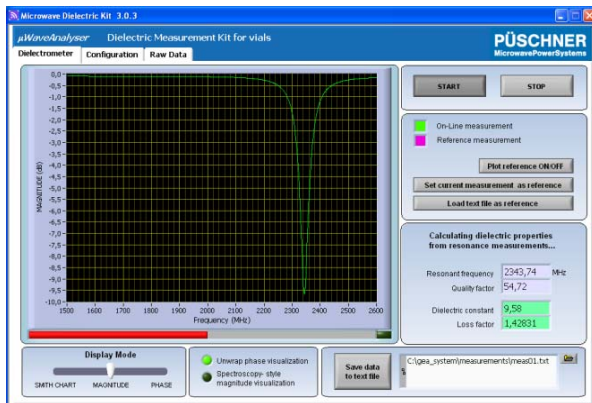 Microwave Dielectric Kit 3.0.3
µWaveAnalyser Dielectric Measurement Kit for vials
PÜSCHNER
MicrowavePowerSystems
Dielectrometer Configuration Raw Data
0,0
-0,5
-1,0
-1,5
-2,0
-2,5
-3,0
-3,5
-4,0
-4,5
-5,0
-5,5
-6,0
-6,5
-7,0
-7,5
-8,0
-8,5
-9,0
-9,5
-10,0
MAGNITUDE (dB)
1500 1600 1700 1800 1900 2000 2100 2200 2300 2400 2500 2600
Frequency (MHz)
START STOP
On-Line measurement
Reference measurement
Plot reference ON/OFF
Set current measurement as reference
Load text file as reference
Calculating dielectric properties
from resonance measurements...
Resonant frequency 2343,74 MHz
Quality factor 54,72
Dielectric constant 9,58
Loss factor 1,42831
Display Mode
SMITH CHART MAGNITUDE PHASE
Unwrap phase visualization
Spectroscopy- style
magnitude visualization
Save data
to text file
C:\gea_system\measurements\meas01.txt